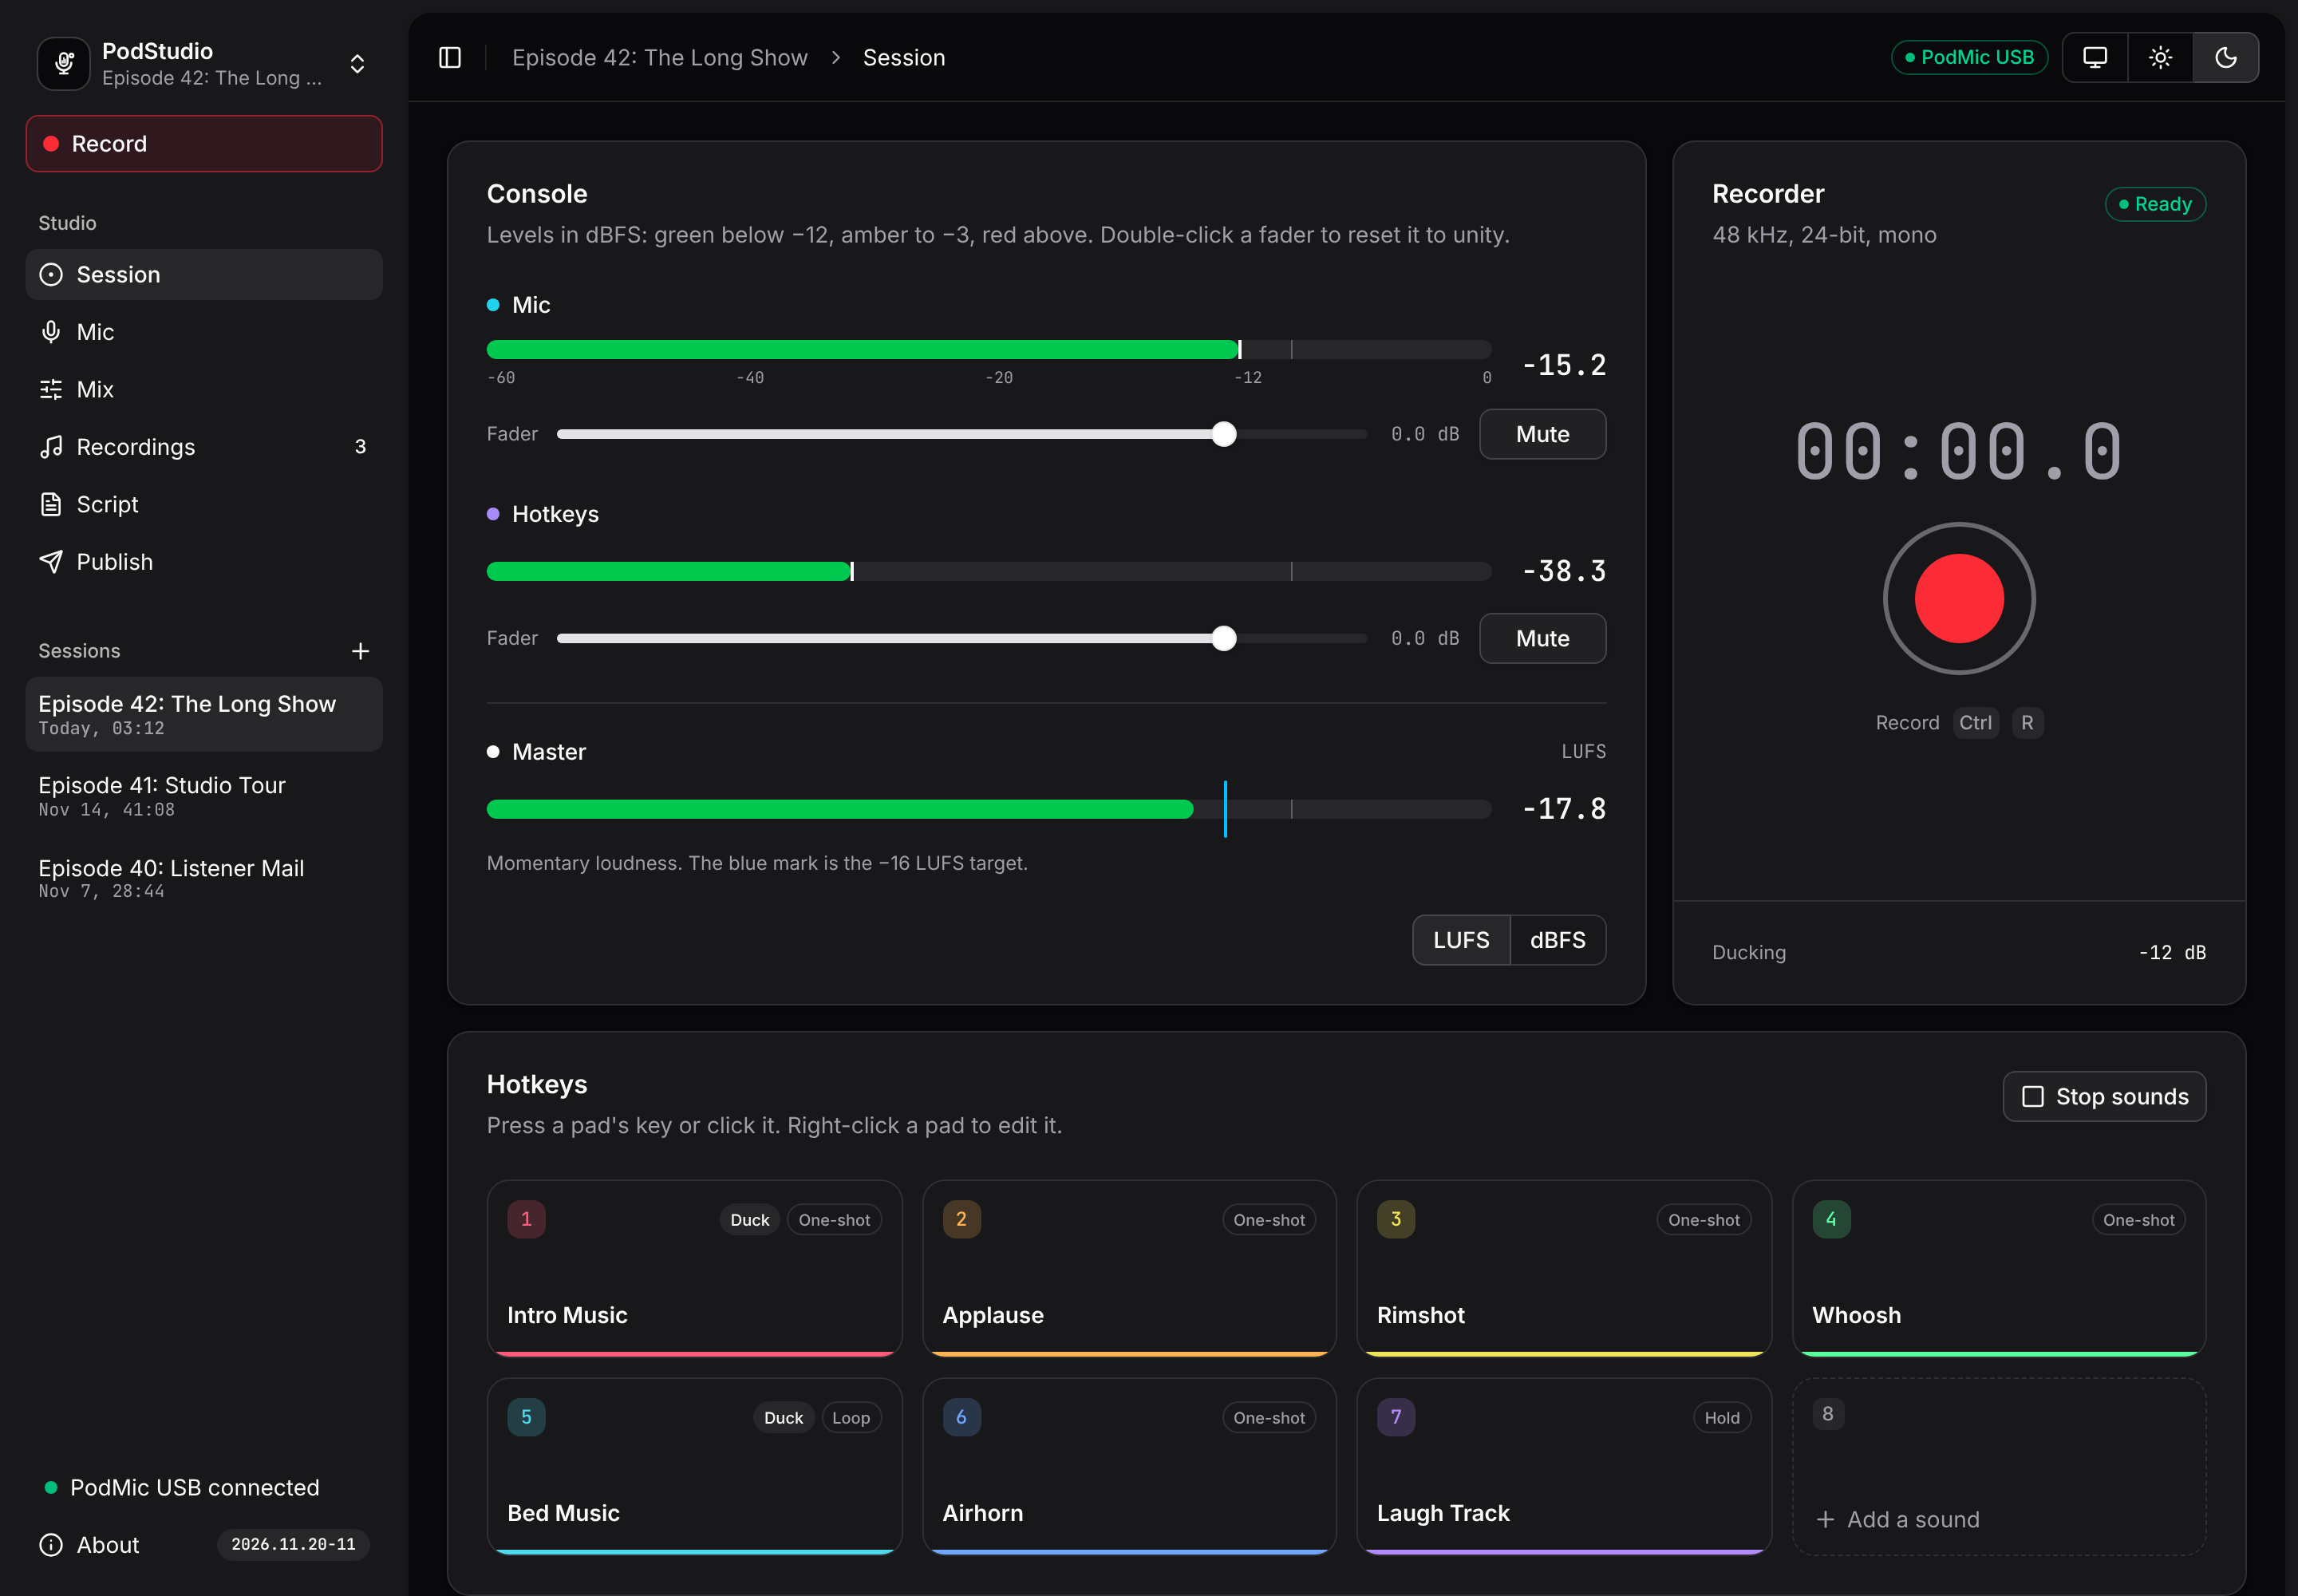 PodStudio
Episode 42: The Long ...
Record
Studio
Session
Mic
Mix
Recordings 3
Script
Publish
Sessions
Episode 42: The Long Show
Today, 03:12
Episode 41: Studio Tour
Nov 14, 41:08
Episode 40: Listener Mail
Nov 7, 28:44
PodMic USB connected
About 2026.11.20-11
Episode 42: The Long Show > Session
PodMic USB
Console
Levels in dBFS: green below −12, amber to −3, red above. Double-click a fader to reset it to unity.
Mic
-15.2
-60 -40 -20 -12 0
Fader 0.0 dB Mute
Hotkeys
-38.3
Fader 0.0 dB Mute
Master LUFS
-17.8
Momentary loudness. The blue mark is the −16 LUFS target.
LUFS dBFS
Recorder
Ready
48 kHz, 24-bit, mono
00:00.0
Record Ctrl R
Ducking -12 dB
Hotkeys
Stop sounds
Press a pad's key or click it. Right-click a pad to edit it.
1 Duck One-shot
Intro Music
2 One-shot
Applause
3 One-shot
Rimshot
4 One-shot
Whoosh
5 Duck Loop
Bed Music
6 One-shot
Airhorn
7 Hold
Laugh Track
8
Add a sound